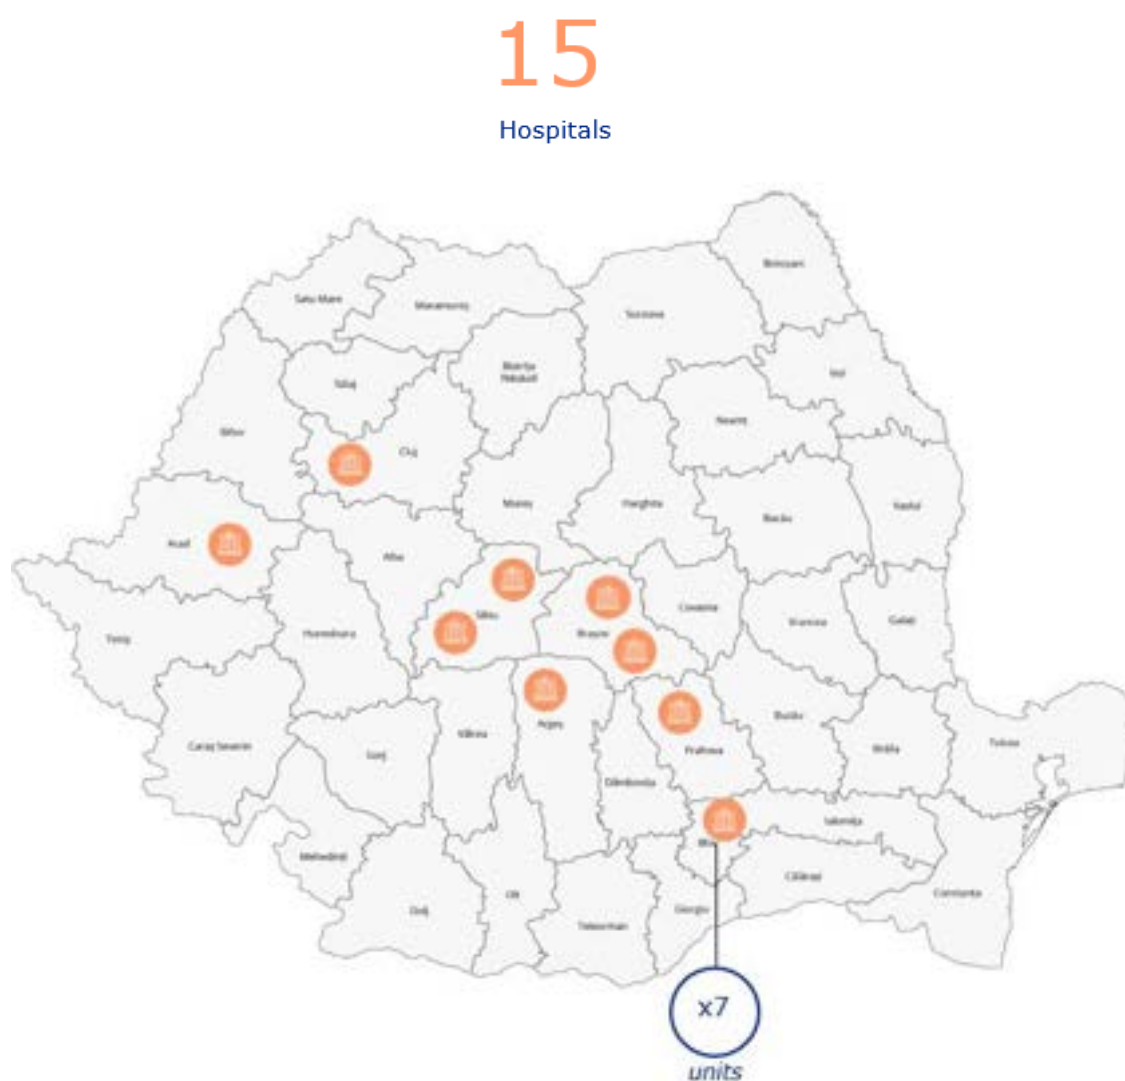 15
Hospitals
Botoșani
Satu Mare
Maramureș
Suceava
Bistrița
Năsăud
Sălaj
Iași
Neamț
Bihor
Cluj
Mureș
Harghita
Bacău
Vaslui
Arad
Alba
Sibiu
Covasna
Timiș
Hunedoara
Brașov
Vrancea
Galați
Argeș
Vâlcea
Buzău
Caraș Severin
Gorj
Prahova
Brăila
Tulcea
Dâmbovița
Ialomița
Mehedinți
Călărași
Dolj
Olt
Giurgiu
Constanța
Teleorman
x7
units